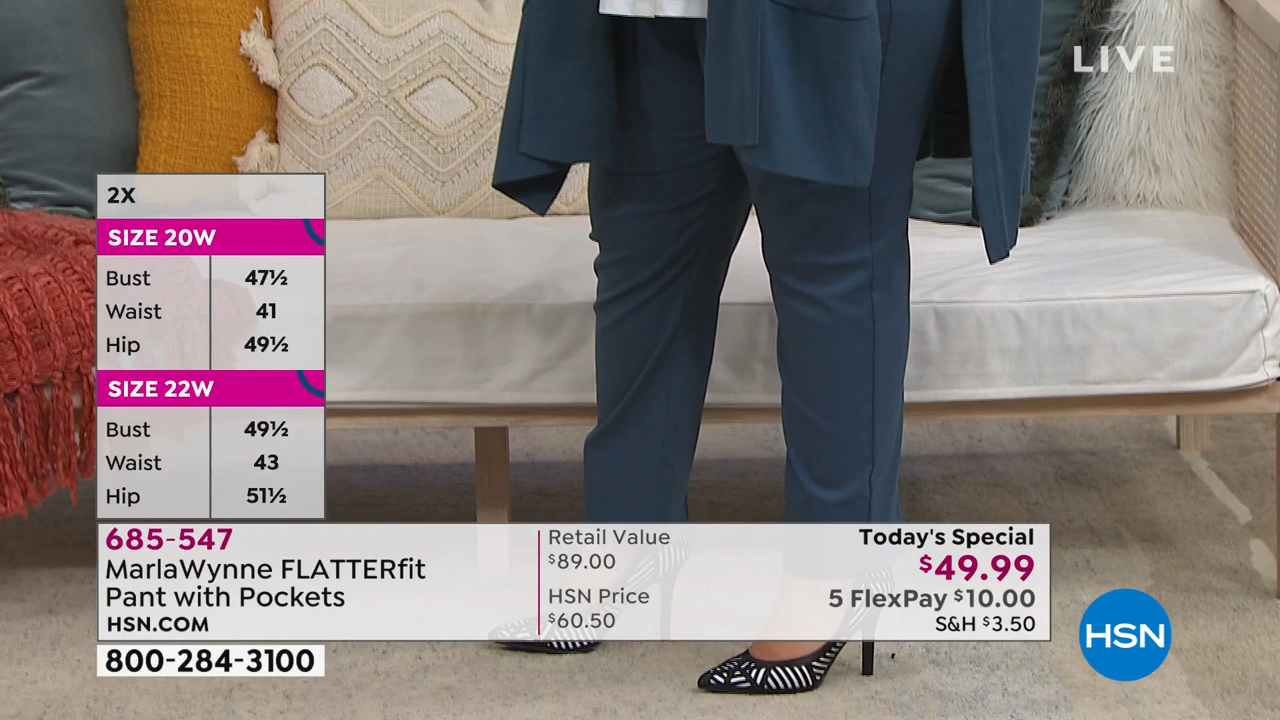 LIVE
2X
SIZE 20W
Bust 47½
Waist 41
Hip 49½
SIZE 22W
Bust 49½
Waist 43
Hip 51½
685-547
MarlaWynne FLATTERfit
Pant with Pockets
HSN.COM
Retail Value
$89.00
HSN Price
$60.50
Today's Special
$49.99
5 FlexPay $10.00
S&H $3.50
800-284-3100
HSN